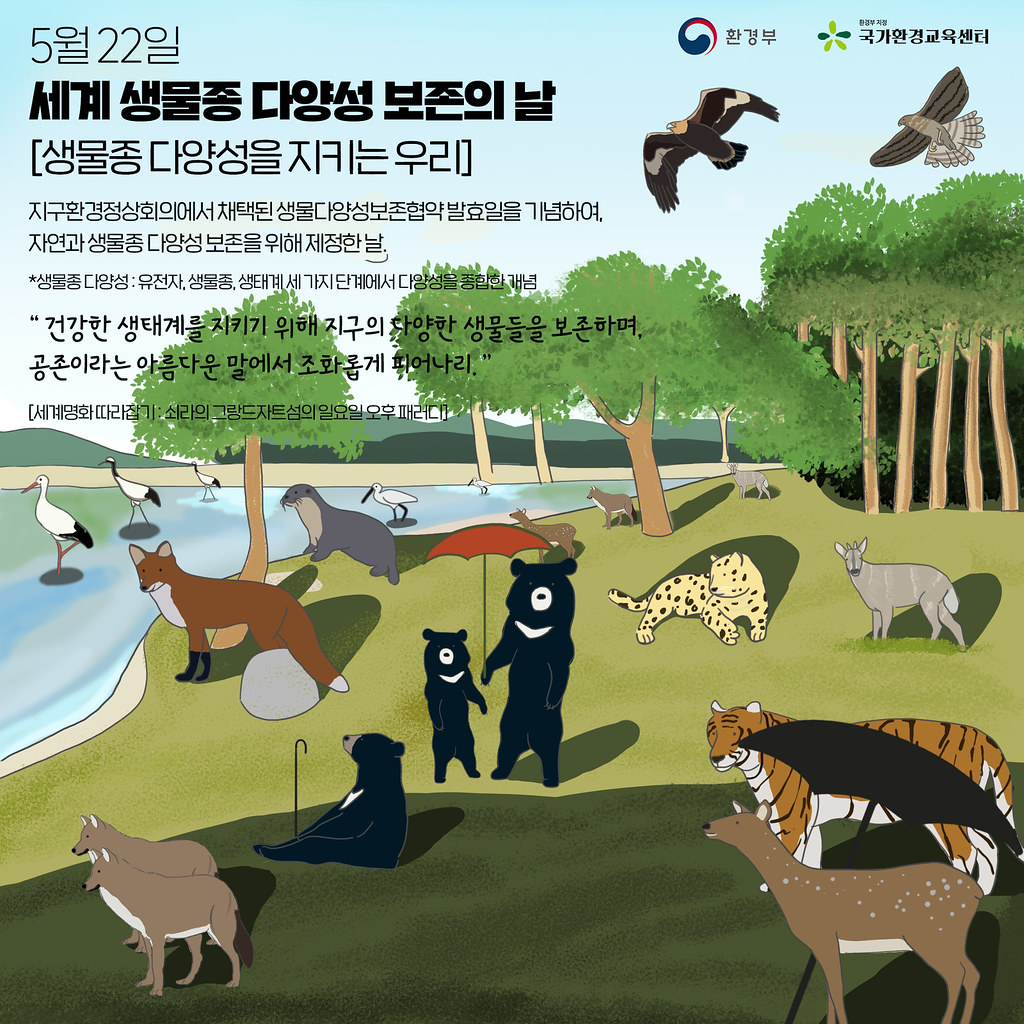 5월 22일
세계 생물종 다양성 보존의 날
[생물종 다양성을 지키는 우리]
지구환경정상회의에서 채택된 생물다양성보존협약 발효일을 기념하여,
자연과 생물종 다양성 보존을 위해 제정한 날.
*생물종 다양성 : 유전자, 생물종, 생태계 세 가지 단계에서 다양성을 종합한 개념
“ 건강한 생태계를 지키기 위해 지구의 다양한 생물들을 보존하며,
공존이라는 아름다운 말에서 조화롭게 피어나리. ”
[세계명화 따라잡기 : 쇠라의 그랑드자트섬의 일요일 오후 패러디]
환경부
환경부 지정
국가환경교육센터